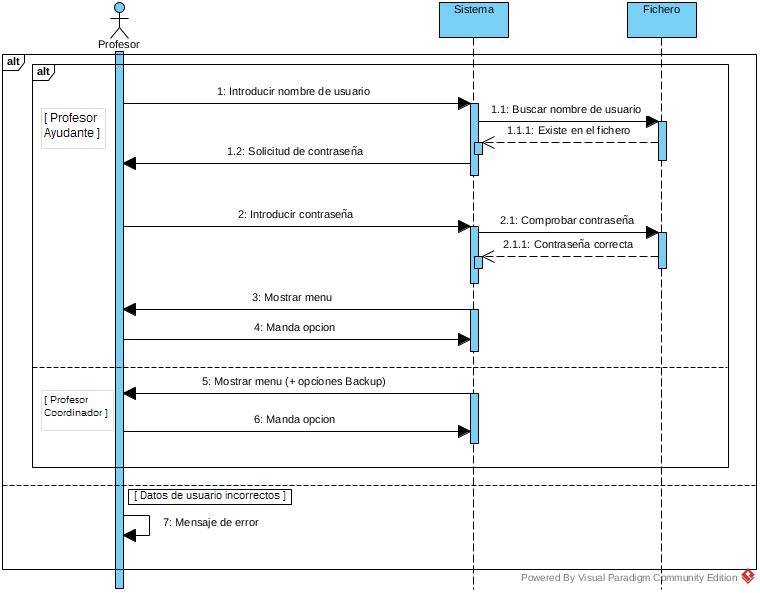 Sistema
Fichero
Profesor
alt
alt
1: Introducir nombre de usuario
1.1: Buscar nombre de usuario
[ Profesor
Ayudante ]
1.1.1: Existe en el fichero
1.2: Solicitud de contraseña
2: Introducir contraseña
2.1: Comprobar contraseña
2.1.1: Contraseña correcta
3: Mostrar menu
4: Manda opcion
5: Mostrar menu (+ opciones Backup)
[ Profesor
Coordinador ]
6: Manda opcion
[ Datos de usuario incorrectos ]
7: Mensaje de error
Powered By Visual Paradigm Community Edition